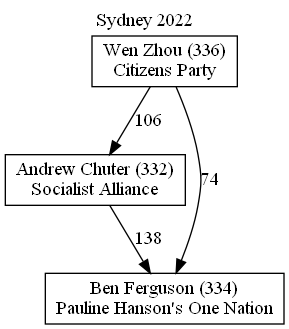 Sydney 2022
Wen Zhou (336)
Citizens Party
106
Andrew Chuter (332)
Socialist Alliance
74
138
Ben Ferguson (334)
Pauline Hanson's One Nation